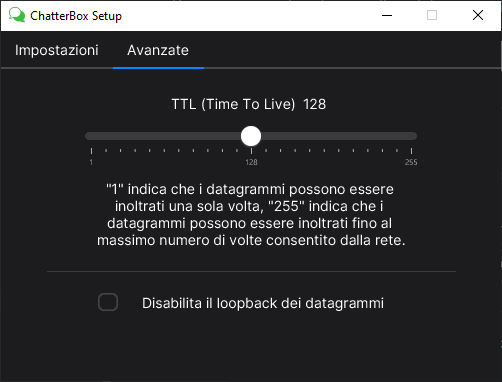 ChatterBox Setup
Impostazioni Avanzate
TTL (Time To Live) 128
1 128 255
"1" indica che i datagrammi possono essere
inoltrati una sola volta, "255" indica che i
datagrammi possono essere inoltrati fino al
massimo numero di volte consentito dalla rete.
Disabilita il loopback dei datagrammi